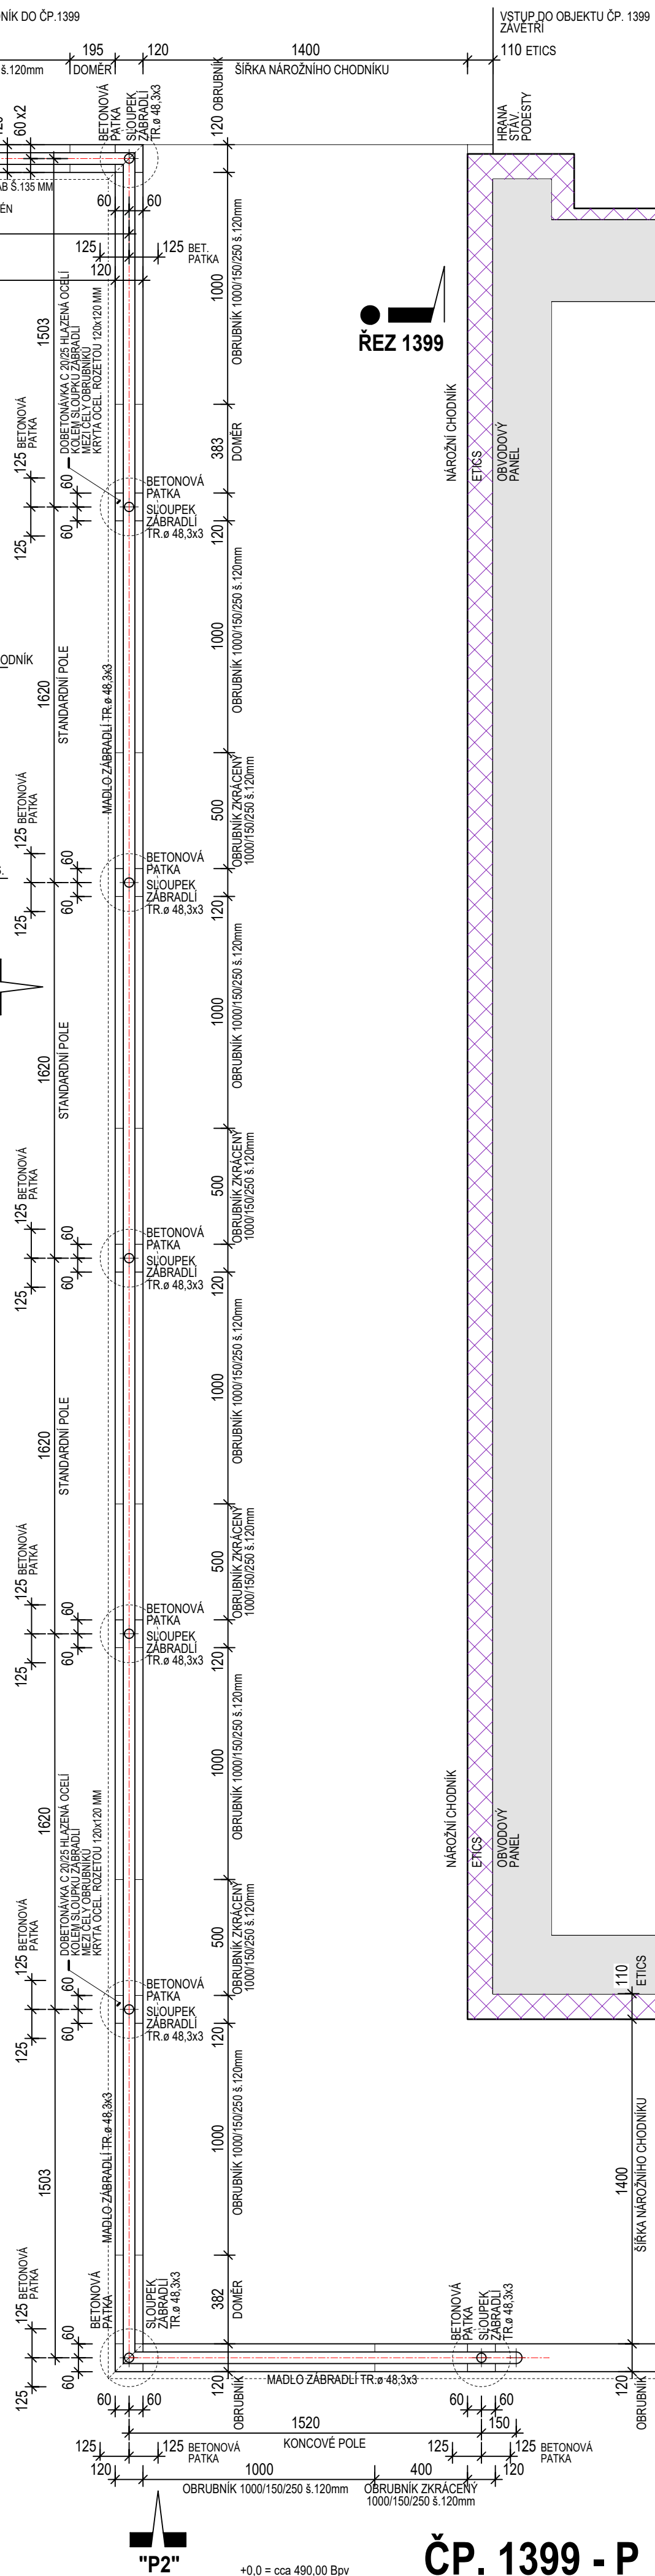 NÍK DO ČP.1399
VSTUP DO OBJEKTU ČP. 1399
ZÁVĚTŘÍ
195
120
1400
110 ETICS
š.120mm
DOMĚR
ŠÍŘKA NÁROŽNÍHO CHODNÍKU
120 OBRUBNÍK
HRANA
STÁV.
PODESTY
60 x2
BETONOVÁ
PATKA
SLOUPEK
ZÁBRADLÍ
TR.ø 48,3x3
AB Š.135 MM
60
60
125
125 BET.
PATKA
120
1503
DOBETONÁVKA C 20/25 HLAZENÁ OCELÍ
KOLEM SLOUPKU ZÁBRADLÍ
MEZI ČELY OBRUBNÍKŮ
KRYTA OCEL. ROZETOU 120x120 MM
1000
OBRUBNÍK 1000/150/250 š.120mm
ŘEZ 1399
383
DOMĚR
NÁROŽNÍ CHODNÍK
ETICS
OBVODOVÝ
PANEL
125 BETONOVÁ
PATKA
60
60
125
BETONOVÁ
PATKA
SLOUPEK
ZÁBRADLÍ
TR.ø 48,3x3
120
1000
OBRUBNÍK 1000/150/250 š.120mm
ODNÍK
1620
STANDARDNÍ POLE
MADLO ZÁBRADLÍ TR.ø 48,3x3
500
OBRUBNÍK ZKRÁCENÝ
1000/150/250 š.120mm
125 BETONOVÁ
PATKA
60
60
125
BETONOVÁ
PATKA
SLOUPEK
ZÁBRADLÍ
TR.ø 48,3x3
120
1000
OBRUBNÍK 1000/150/250 š.120mm
1620
STANDARDNÍ POLE
500
OBRUBNÍK ZKRÁCENÝ
1000/150/250 š.120mm
125 BETONOVÁ
PATKA
60
60
125
BETONOVÁ
PATKA
SLOUPEK
ZÁBRADLÍ
TR.ø 48,3x3
120
1000
OBRUBNÍK 1000/150/250 š.120mm
1620
STANDARDNÍ POLE
500
OBRUBNÍK ZKRÁCENÝ
1000/150/250 š.120mm
125 BETONOVÁ
PATKA
60
60
125
BETONOVÁ
PATKA
SLOUPEK
ZÁBRADLÍ
TR.ø 48,3x3
120
1000
OBRUBNÍK 1000/150/250 š.120mm
1620
DOBETONÁVKA C 20/25 HLAZENÁ OCELÍ
KOLEM SLOUPKU ZÁBRADLÍ
MEZI ČELY OBRUBNÍKŮ
KRYTA OCEL. ROZETOU 120x120 MM
NÁROŽNÍ CHODNÍK
ETICS
OBVODOVÝ
PANEL
500
OBRUBNÍK ZKRÁCENÝ
1000/150/250 š.120mm
110
ETICS
125 BETONOVÁ
PATKA
60
60
125
BETONOVÁ
PATKA
SLOUPEK
ZÁBRADLÍ
TR.ø 48,3x3
120
1000
OBRUBNÍK 1000/150/250 š.120mm
1503
MADLO ZÁBRADLÍ TR.ø 48,3x3
1400
ŠÍŘKA NÁROŽNÍHO CHODNÍKU
382
DOMĚR
125 BETONOVÁ
PATKA
60
60
125
BETONOVÁ
PATKA
SLOUPEK
ZÁBRADLÍ
TR.ø 48,3x3
BETONOVÁ
PATKA
SLOUPEK
ZÁBRADLÍ
TR.ø 48,3x3
120
OBRUBNÍK
MADLO ZÁBRADLÍ TR.ø 48,3x3
120
OBRUBNÍK
60
60
60
60
1520
150
KONCOVÉ POLE
125
125 BETONOVÁ
PATKA
125
125 BETONOVÁ
PATKA
120
1000
400
120
OBRUBNÍK 1000/150/250 š.120mm
OBRUBNÍK ZKRÁCENÝ
1000/150/250 š.120mm
"P2"
+0,0 = cca 490,00 Bpv
ČP. 1399 - P